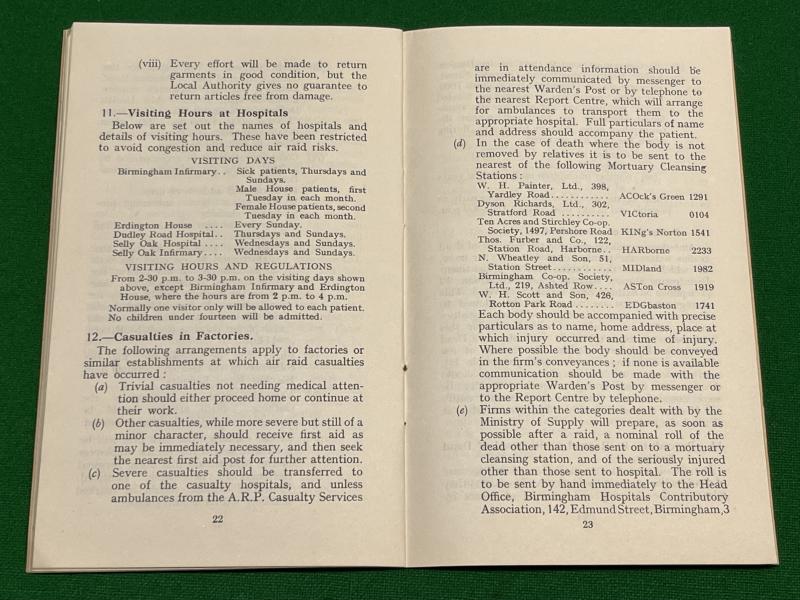 (viii) Every effort will be made to return
garments in good condition, but the
Local Authority gives no guarantee to
return articles free from damage.
11.—Visiting Hours at Hospitals
Below are set out the names of hospitals and
details of visiting hours. These have been restricted
to avoid congestion and reduce air raid risks.
VISITING DAYS
Birmingham Infirmary.. Sick patients, Thursdays and
Sundays.
Male House patients, first
Tuesday in each month.
Female House patients, second
Tuesday in each month.
Erdington House .... Every Sunday.
Dudley Road Hospital.. Thursdays and Sundays.
Selly Oak Hospital .... Wednesdays and Sundays.
Selly Oak Infirmary.... Wednesdays and Sundays.
VISITING HOURS AND REGULATIONS
From 2-30 p.m. to 3-30 p.m. on the visiting days shown
above, except Birmingham Infirmary and Erdington
House, where the hours are from 2 p.m. to 4 p.m.
Normally one visitor only will be allowed to each patient.
No children under fourteen will be admitted.
12.—Casualties in Factories.
The following arrangements apply to factories or
similar establishments at which air raid casualties
have occurred :
(a) Trivial casualties not needing medical atten-
tion should either proceed home or continue at
their work.
(b) Other casualties, while more severe but still of a
minor character, should receive first aid as
may be immediately necessary, and then seek
the nearest first aid post for further attention.
(c) Severe casualties should be transferred to
one of the casualty hospitals, and unless
ambulances from the A.R.P. Casualty Services
22
are in attendance information should be
immediately communicated by messenger to
the nearest Warden's Post or by telephone to
the nearest Report Centre, which will arrange
for ambulances to transport them to the
appropriate hospital. Full particulars of name
and address should accompany the patient.
(d) In the case of death where the body is not
removed by relatives it is to be sent to the
nearest of the following Mortuary Cleansing
Stations :
W. H. Painter, Ltd., 398,
Yardley Road............ ACOck's Green 1291
Dyson Richards, Ltd., 302,
Stratford Road .......... VICtoria 0104
Ten Acres and Stirchley Co-op.
Society, 1497, Pershore Road KINg's Norton 1541
Thos. Furber and Co., 122,
Station Road, Harborne.. HARborne 2233
N. Wheatley and Son, 51,
Station Street............ MIDland 1982
Birmingham Co-op. Society,
Ltd., 219, Ashted Row.... ASTon Cross 1919
W. H. Scott and Son, 426,
Rotton Park Road ........ EDGbaston 1741
Each body should be accompanied with precise
particulars as to name, home address, place at
which injury occurred and time of injury.
Where possible the body should be conveyed
in the firm's conveyances ; if none is available
communication should be made with the
appropriate Warden's Post by messenger or
to the Report Centre by telephone.
(e) Firms within the categories dealt with by the
Ministry of Supply will prepare, as soon as
possible after a raid, a nominal roll of the
dead other than those sent on to a mortuary
cleansing station, and of the seriously injured
other than those sent to hospital. The roll is
to be sent by hand immediately to the Head
Office, Birmingham Hospitals Contributory
Association, 142, Edmund Street, Birmingham, 3
23